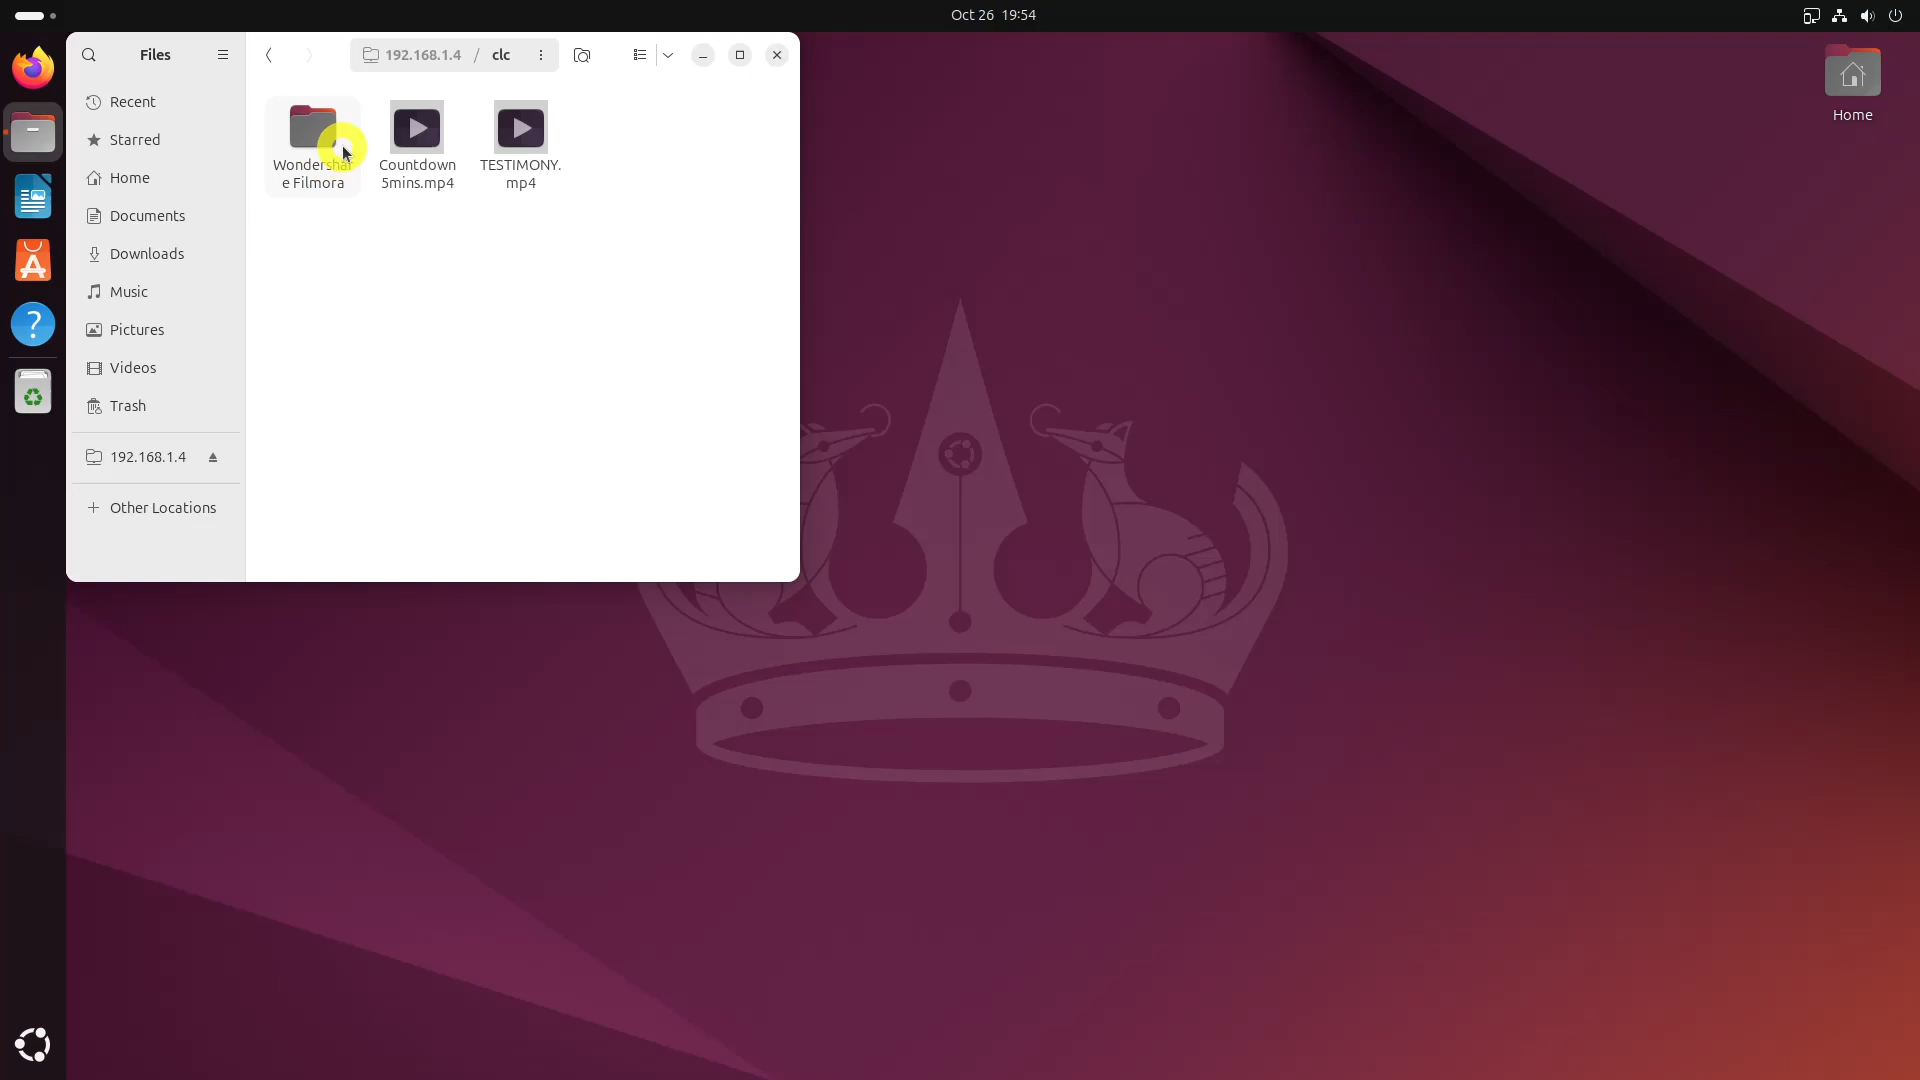 Oct 26 19:54
Files
192.168.1.4 / clc
Recent
Starred
Home
Documents
Downloads
Music
Pictures
Videos
Trash
192.168.1.4
Other Locations
Wondershar
e Filmora
Countdown
5mins.mp4
TESTIMONY.
mp4
Home